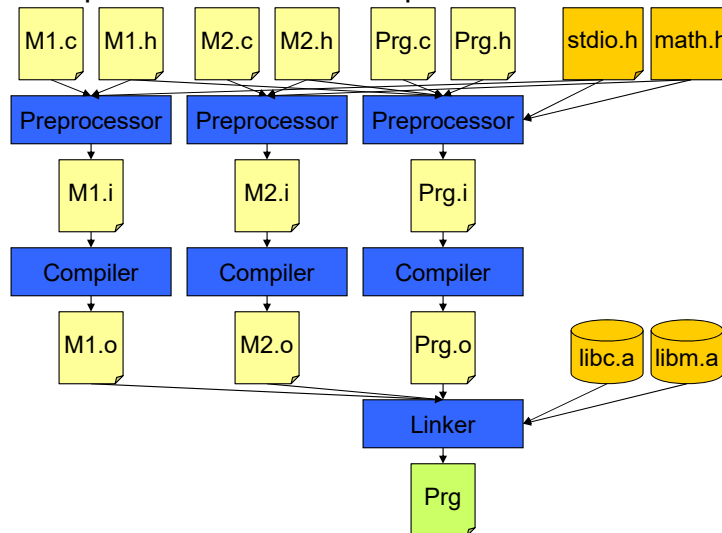 M1.c
M1.h
M2.c
M2.h
Prg.c
Prg.h
stdio.h
math.h
Preprocessor
Preprocessor
Preprocessor
M1.i
M2.i
Prg.i
Compiler
Compiler
Compiler
M1.o
M2.o
Prg.o
libc.a
libm.a
Linker
Prg